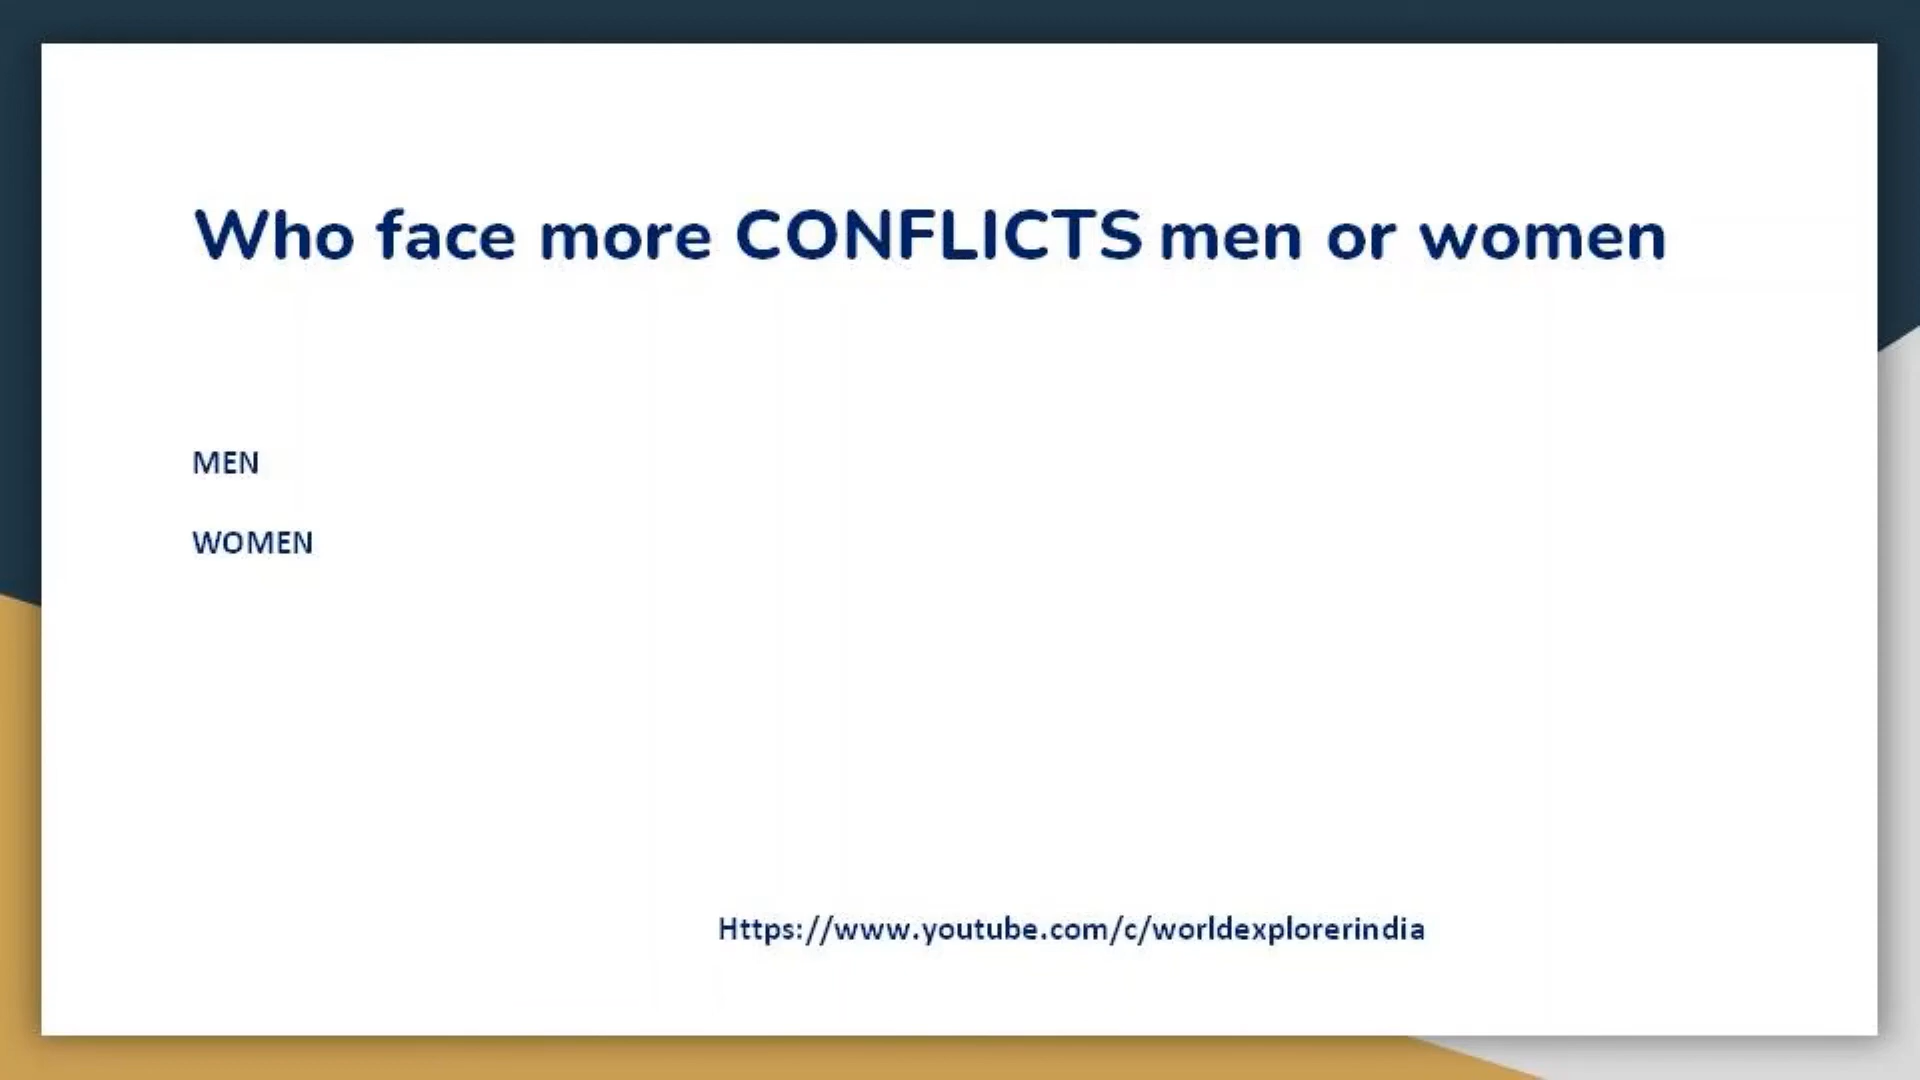 Who face more CONFLICTS men or women
MEN
WOMEN
Https://www.youtube.com/c/worldexplorerindia